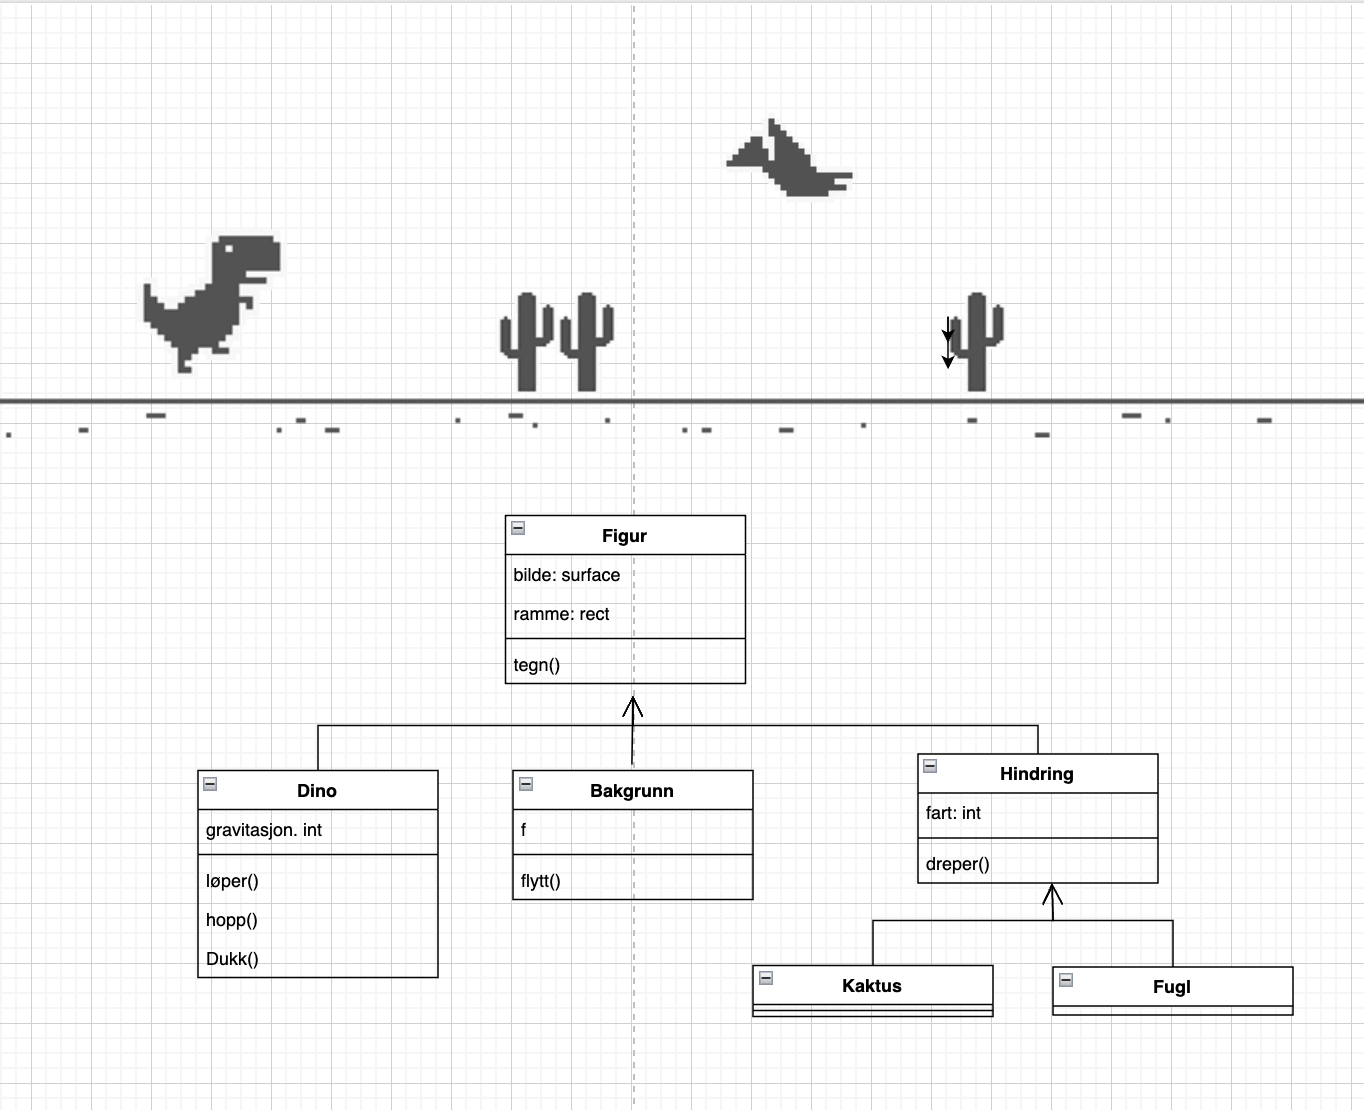 Figur
bilde: surface
ramme: rect
tegn()
Dino
gravitasjon. int
løper()
hopp()
Dukk()
Bakgrunn
f
flytt()
Hindring
fart: int
dreper()
Kaktus
Fugl